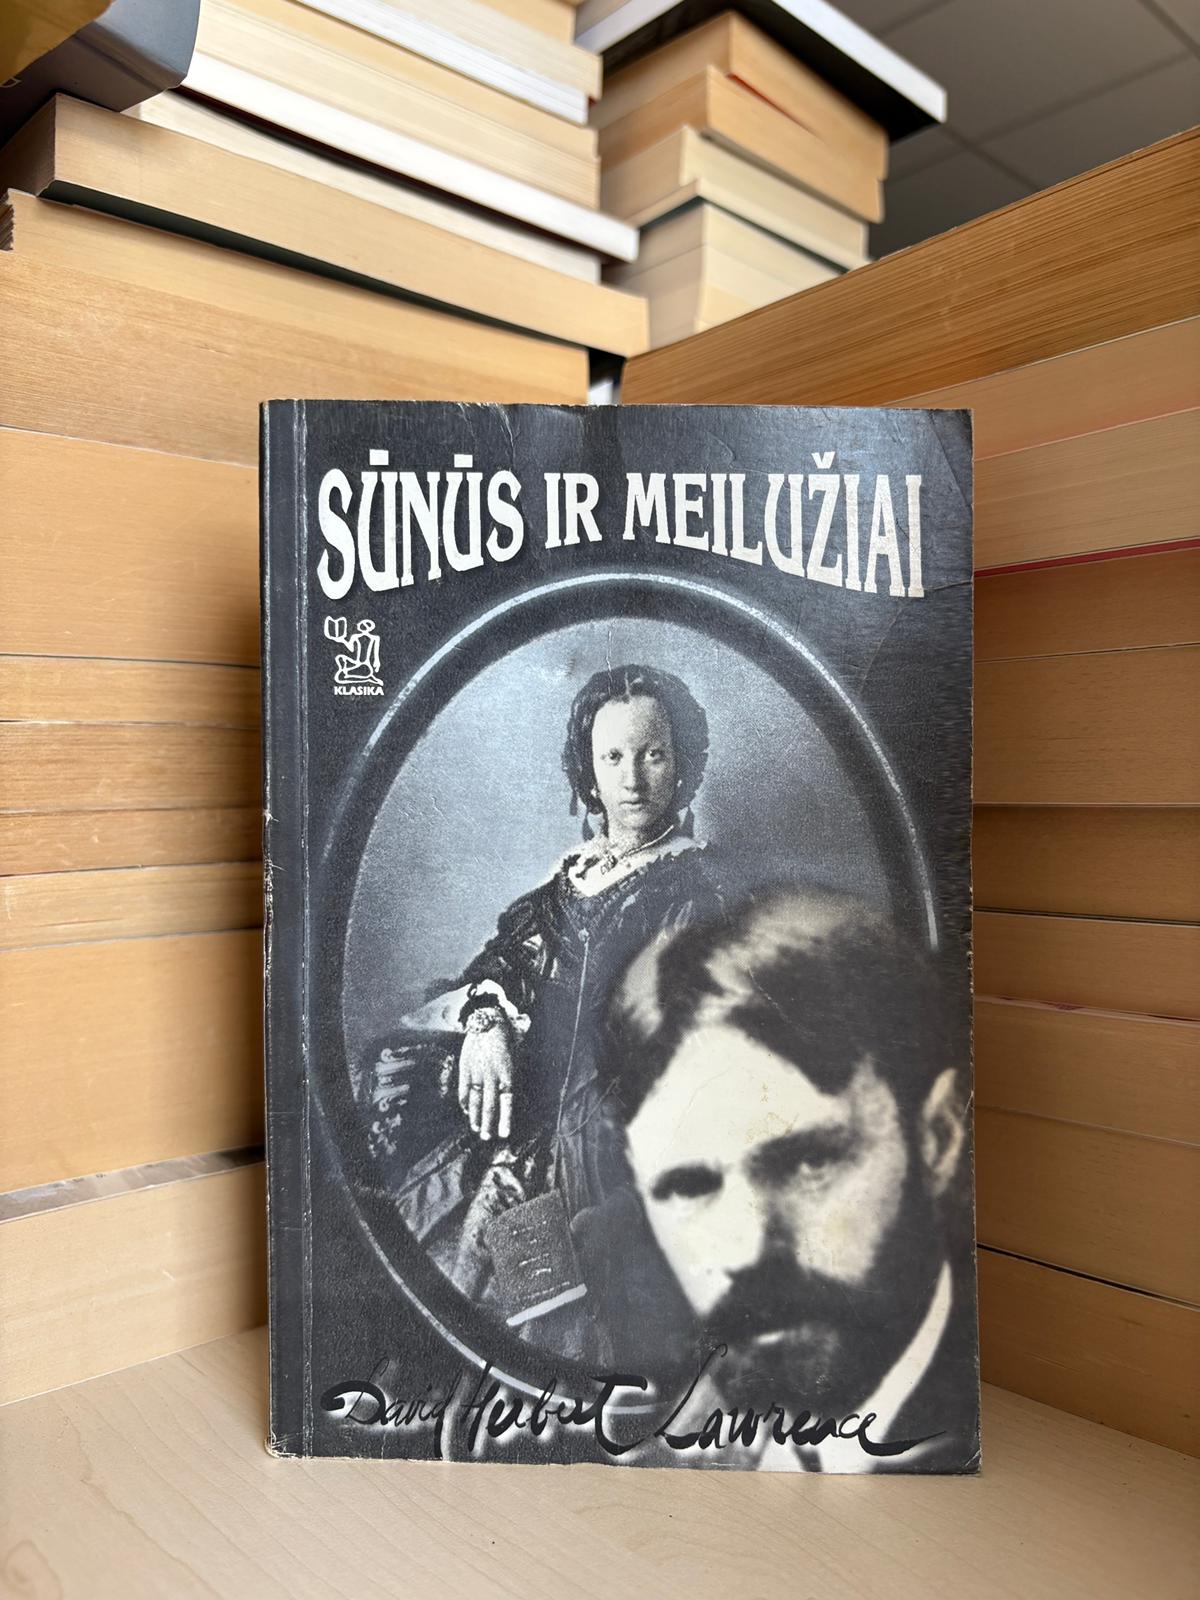 SŪNŪS IR MEILUŽIAI
KLASIKA
David Herbert Lawrence